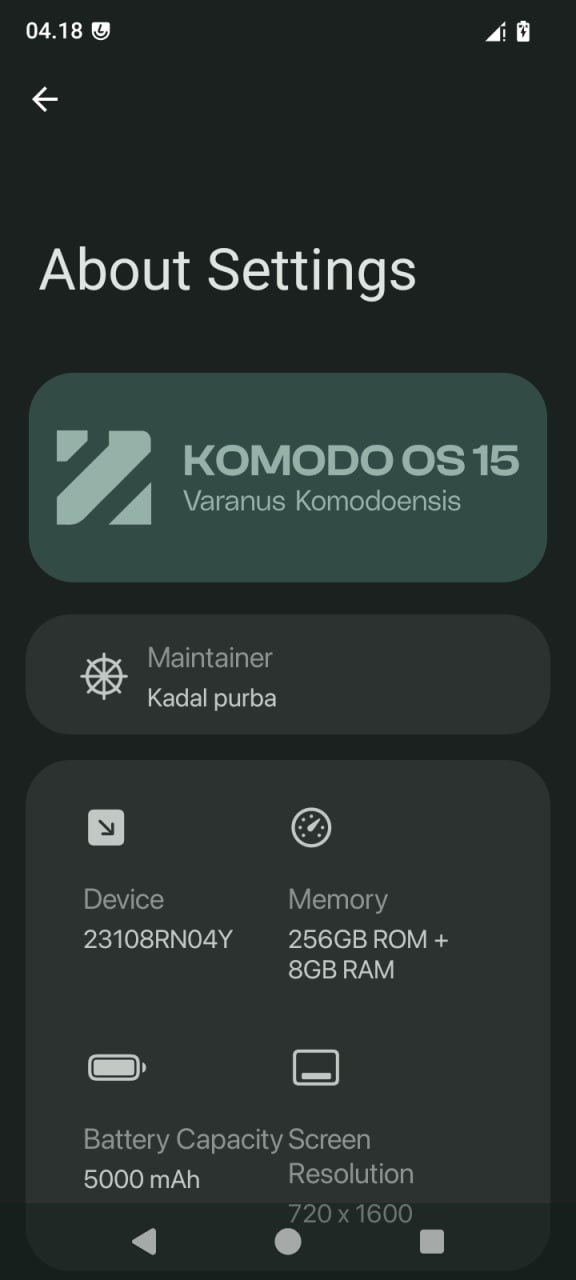 04.18
About Settings
KOMODO OS 15
Varanus Komodoensis
Maintainer
Kadal purba
Device
23108RN04Y
Memory
256GB ROM +
8GB RAM
Battery Capacity
5000 mAh
Screen
Resolution
720 x 1600